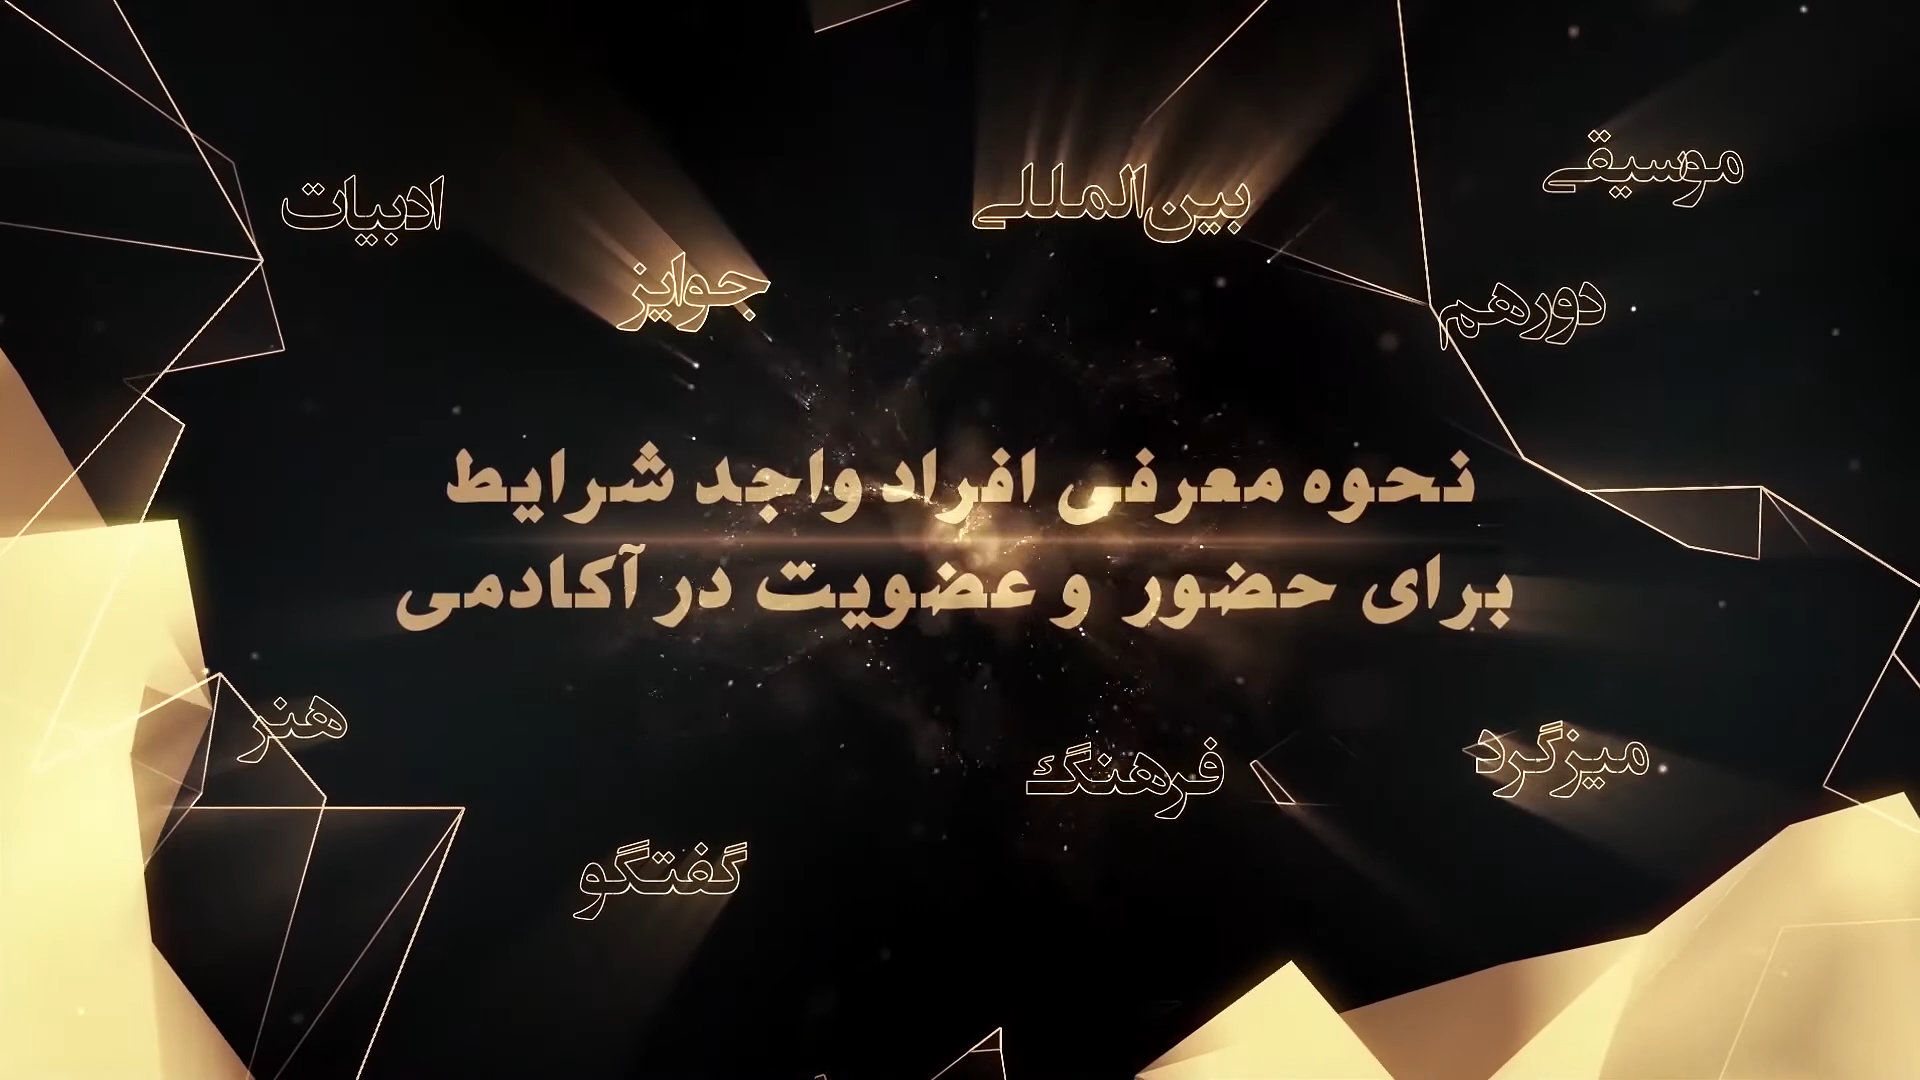 موسیقی
بین‌المللی
ادبیات
جوایز
دورهم
نحوه معرفی افراد واجد شرایط
برای حضور و عضویت در آکادمی
هنر
میزگرد
فرهنگ
گفتگو